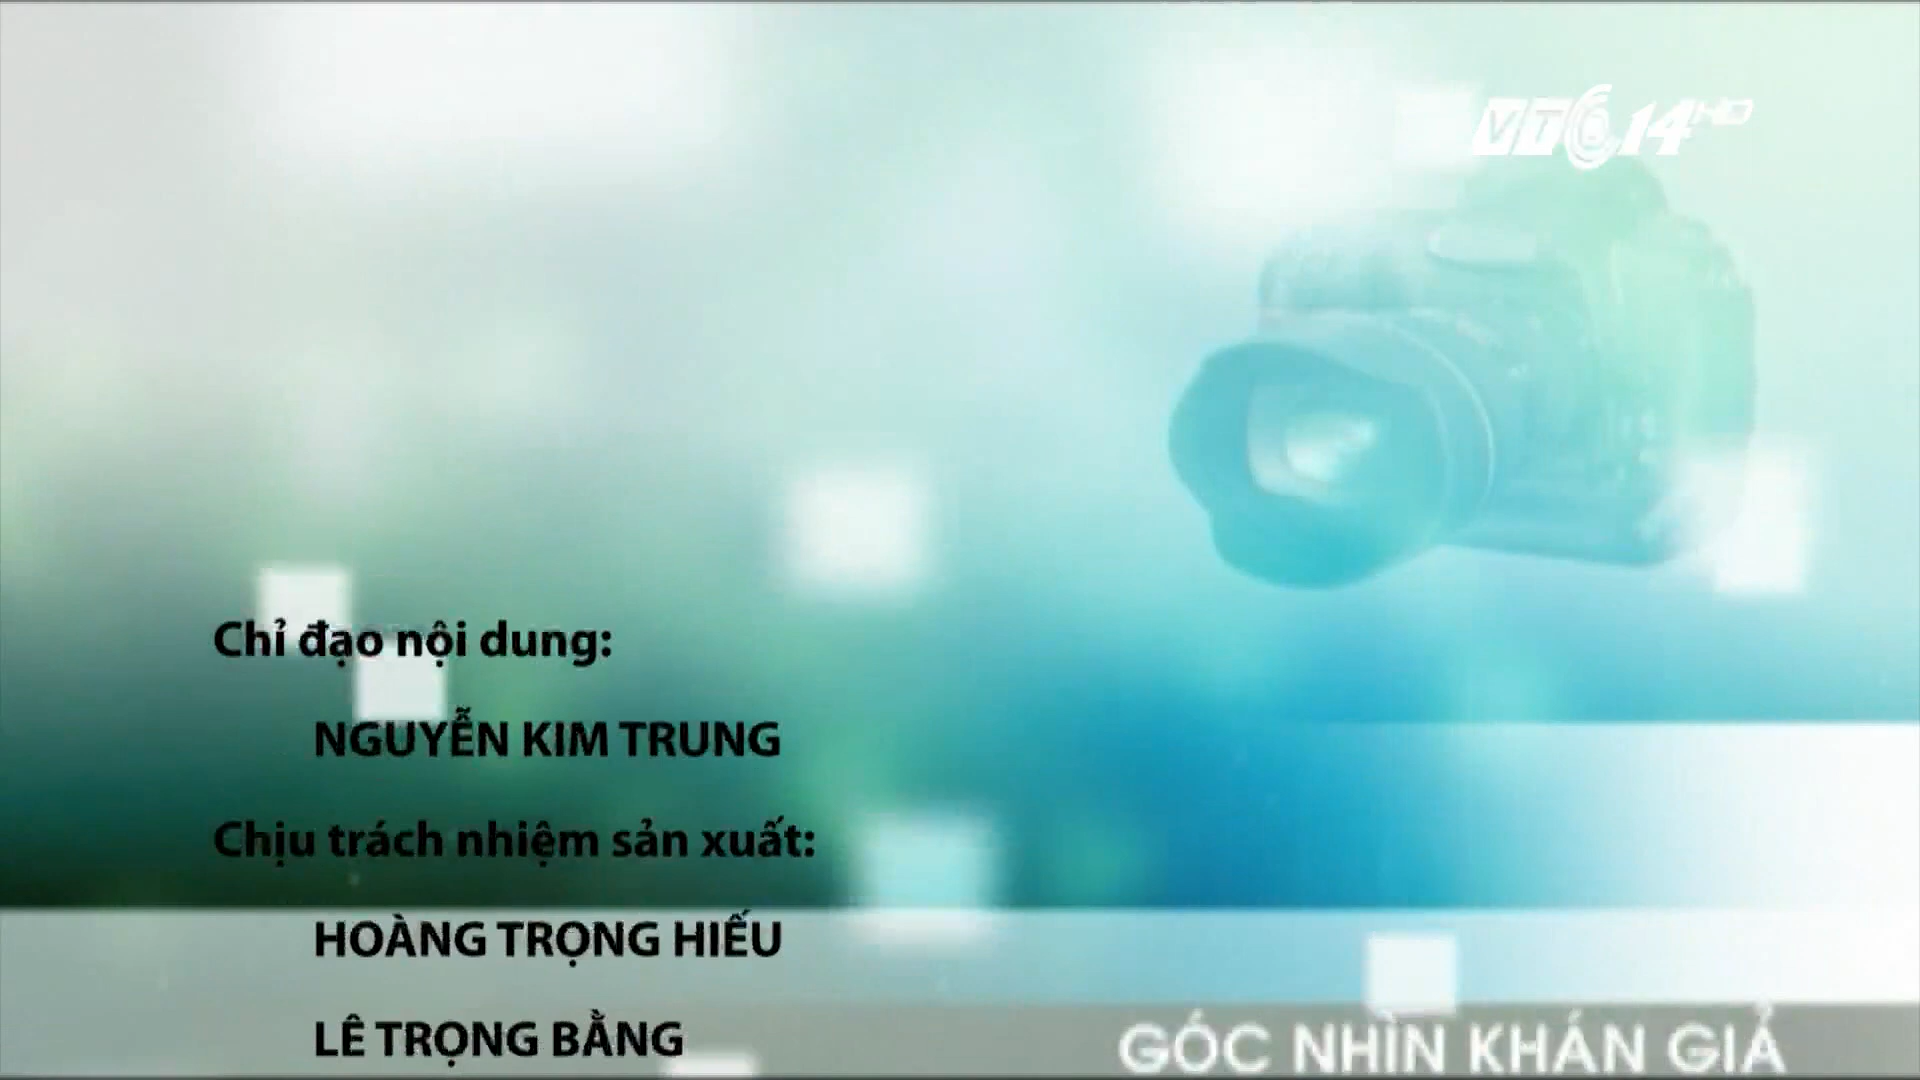 VTC14 HD
Chỉ đạo nội dung:
NGUYỄN KIM TRUNG
Chịu trách nhiệm sản xuất:
HOÀNG TRỌNG HIẾU
LÊ TRỌNG BẰNG
GÓC NHÌN KHÁN GIẢ